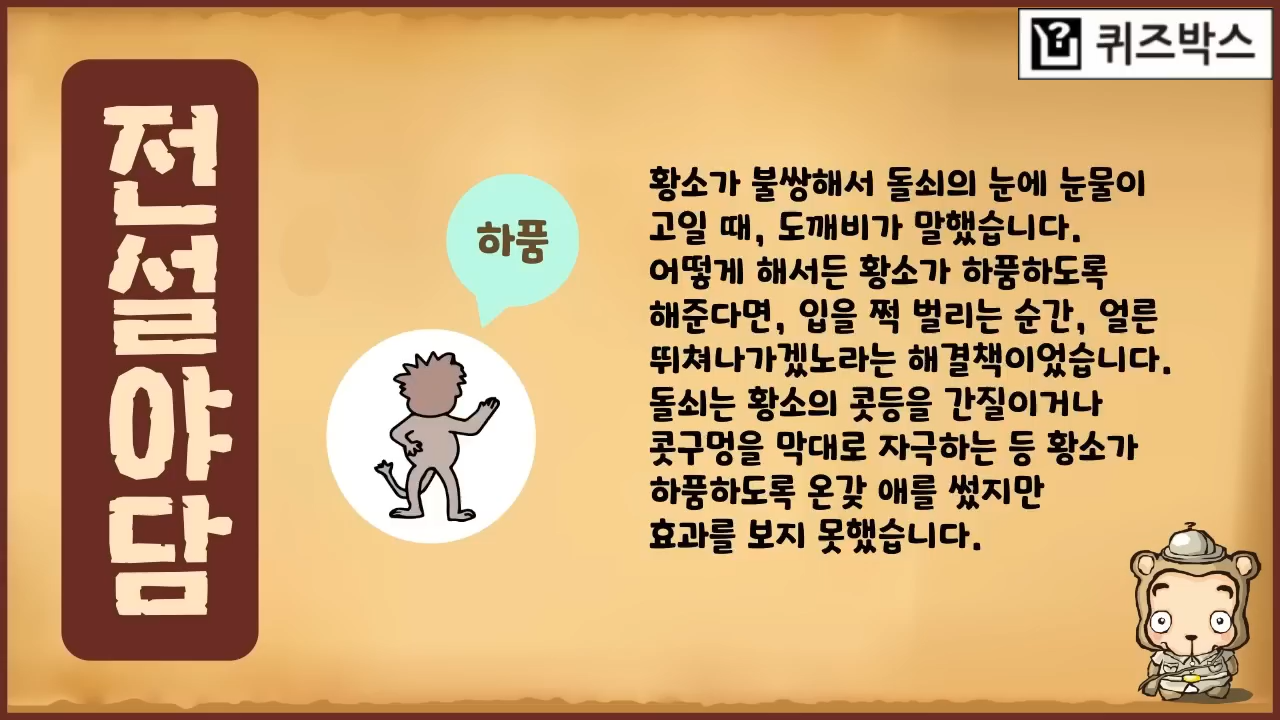 퀴즈박스
전설야담
하품
황소가 불쌍해서 돌쇠의 눈에 눈물이
고일 때, 도깨비가 말했습니다.
어떻게 해서든 황소가 하품하도록
해준다면, 입을 쩍 벌리는 순간, 얼른
뛰쳐나가겠노라는 해결책이었습니다.
돌쇠는 황소의 콧등을 간질이거나
콧구멍을 막대로 자극하는 등 황소가
하품하도록 온갖 애를 썼지만
효과를 보지 못했습니다.